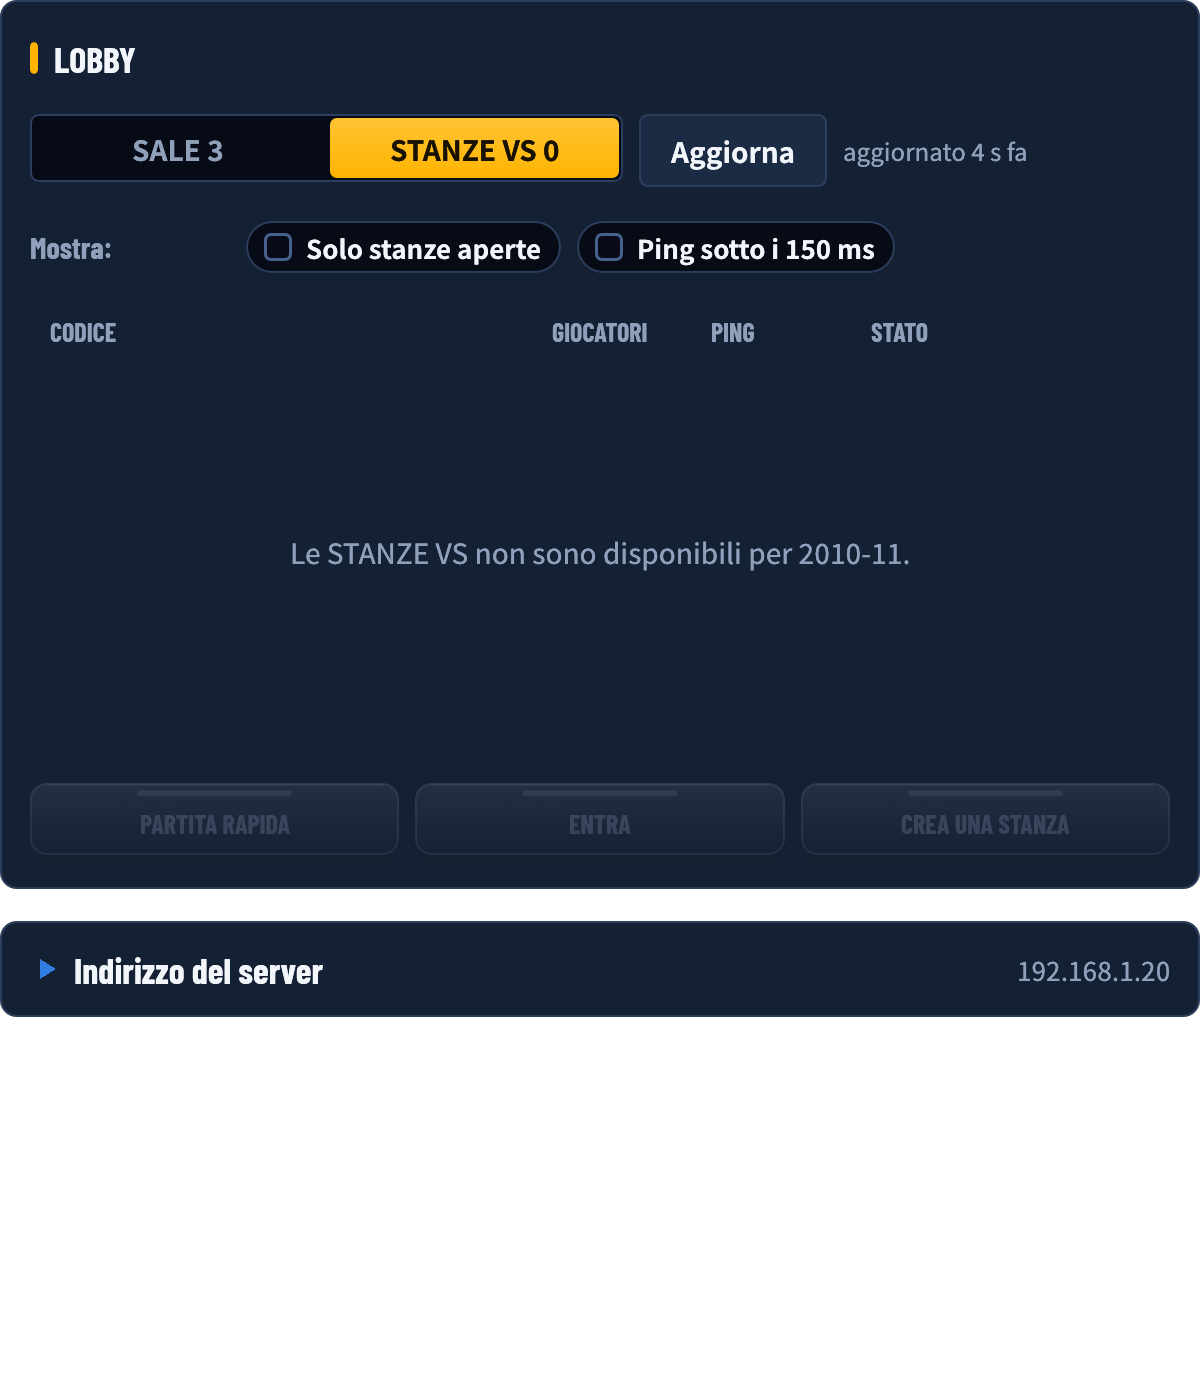 LOBBY
SALE 3
STANZE VS 0
Aggiorna
aggiornato 4 s fa
Mostra:
Solo stanze aperte
Ping sotto i 150 ms
CODICE
GIOCATORI
PING
STATO
Le STANZE VS non sono disponibili per 2010-11.
PARTITA RAPIDA
ENTRA
CREA UNA STANZA
Indirizzo del server
192.168.1.20